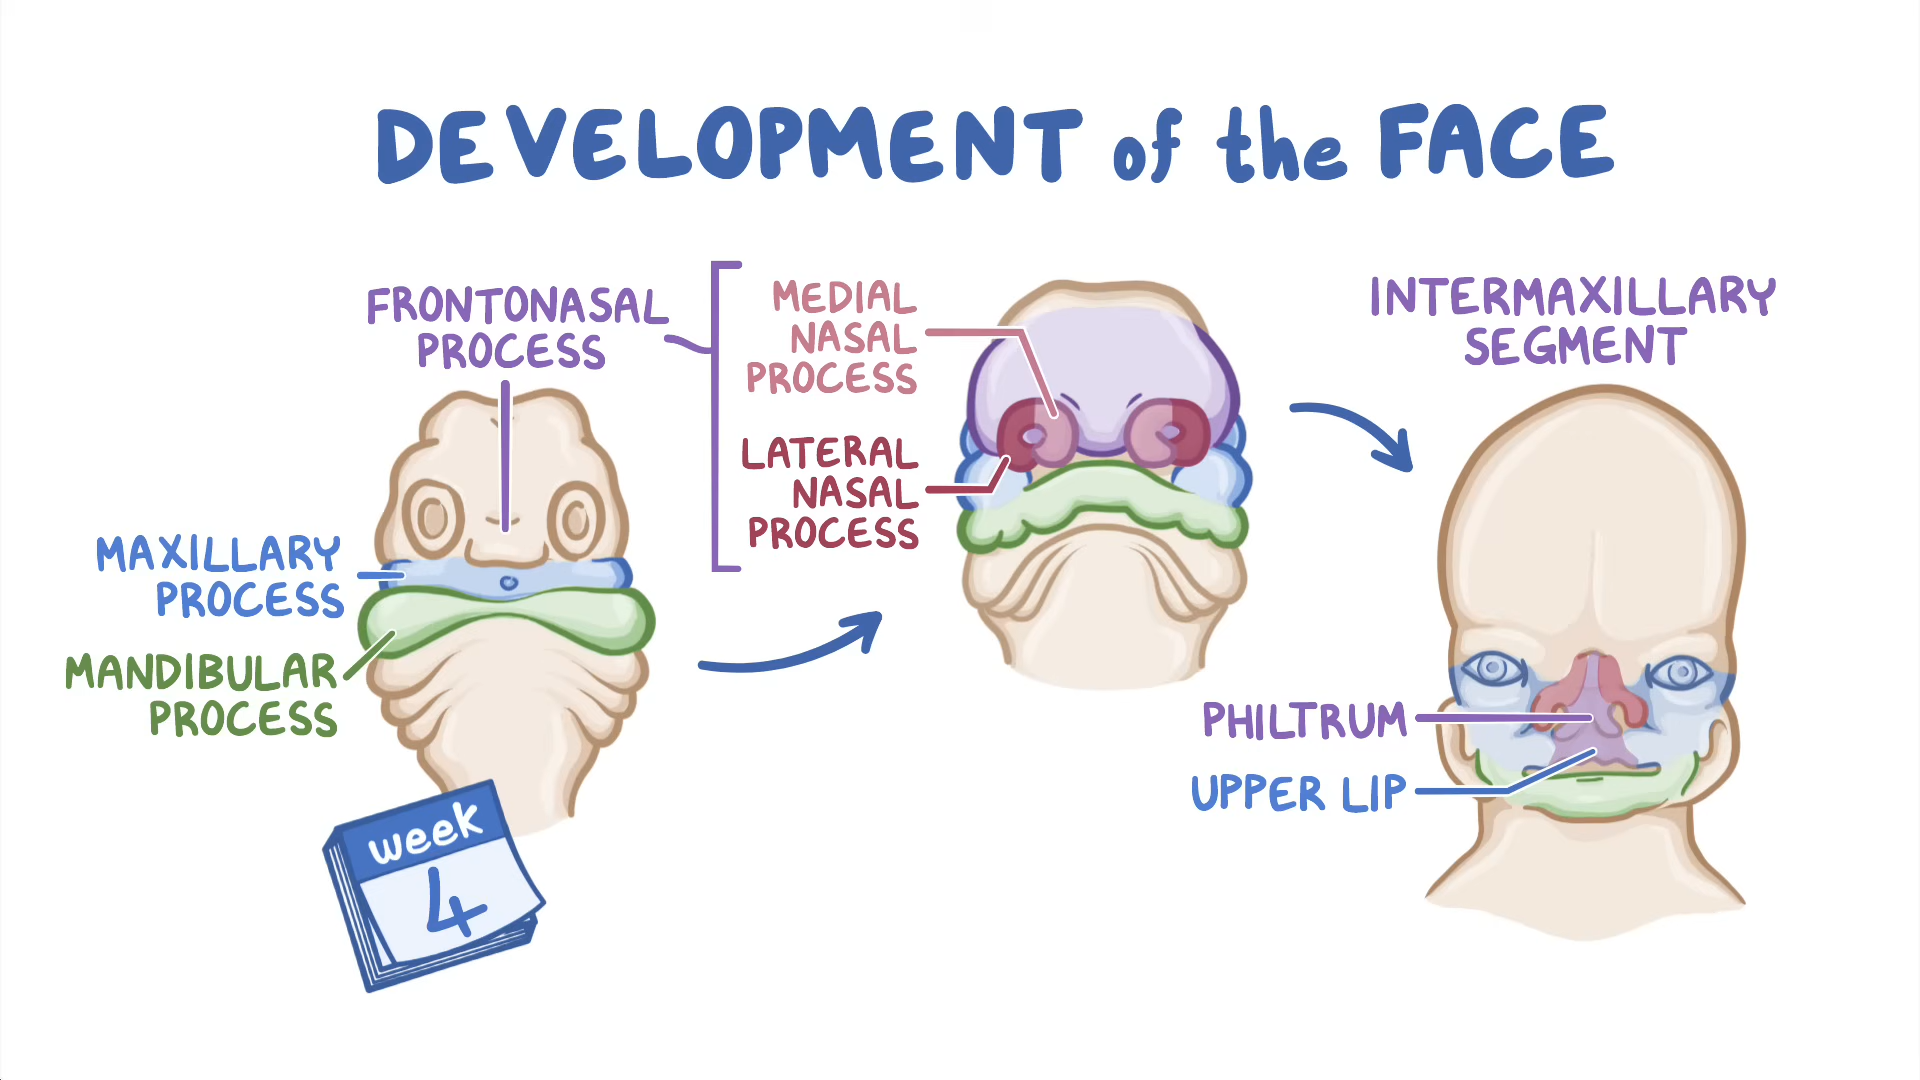 DEVELOPMENT of the FACE
FRONTONASAL
PROCESS
MAXILLARY
PROCESS
MANDIBULAR
PROCESS
week
4
MEDIAL
NASAL
PROCESS
LATERAL
NASAL
PROCESS
INTERMAXILLARY
SEGMENT
PHILTRUM
UPPER LIP